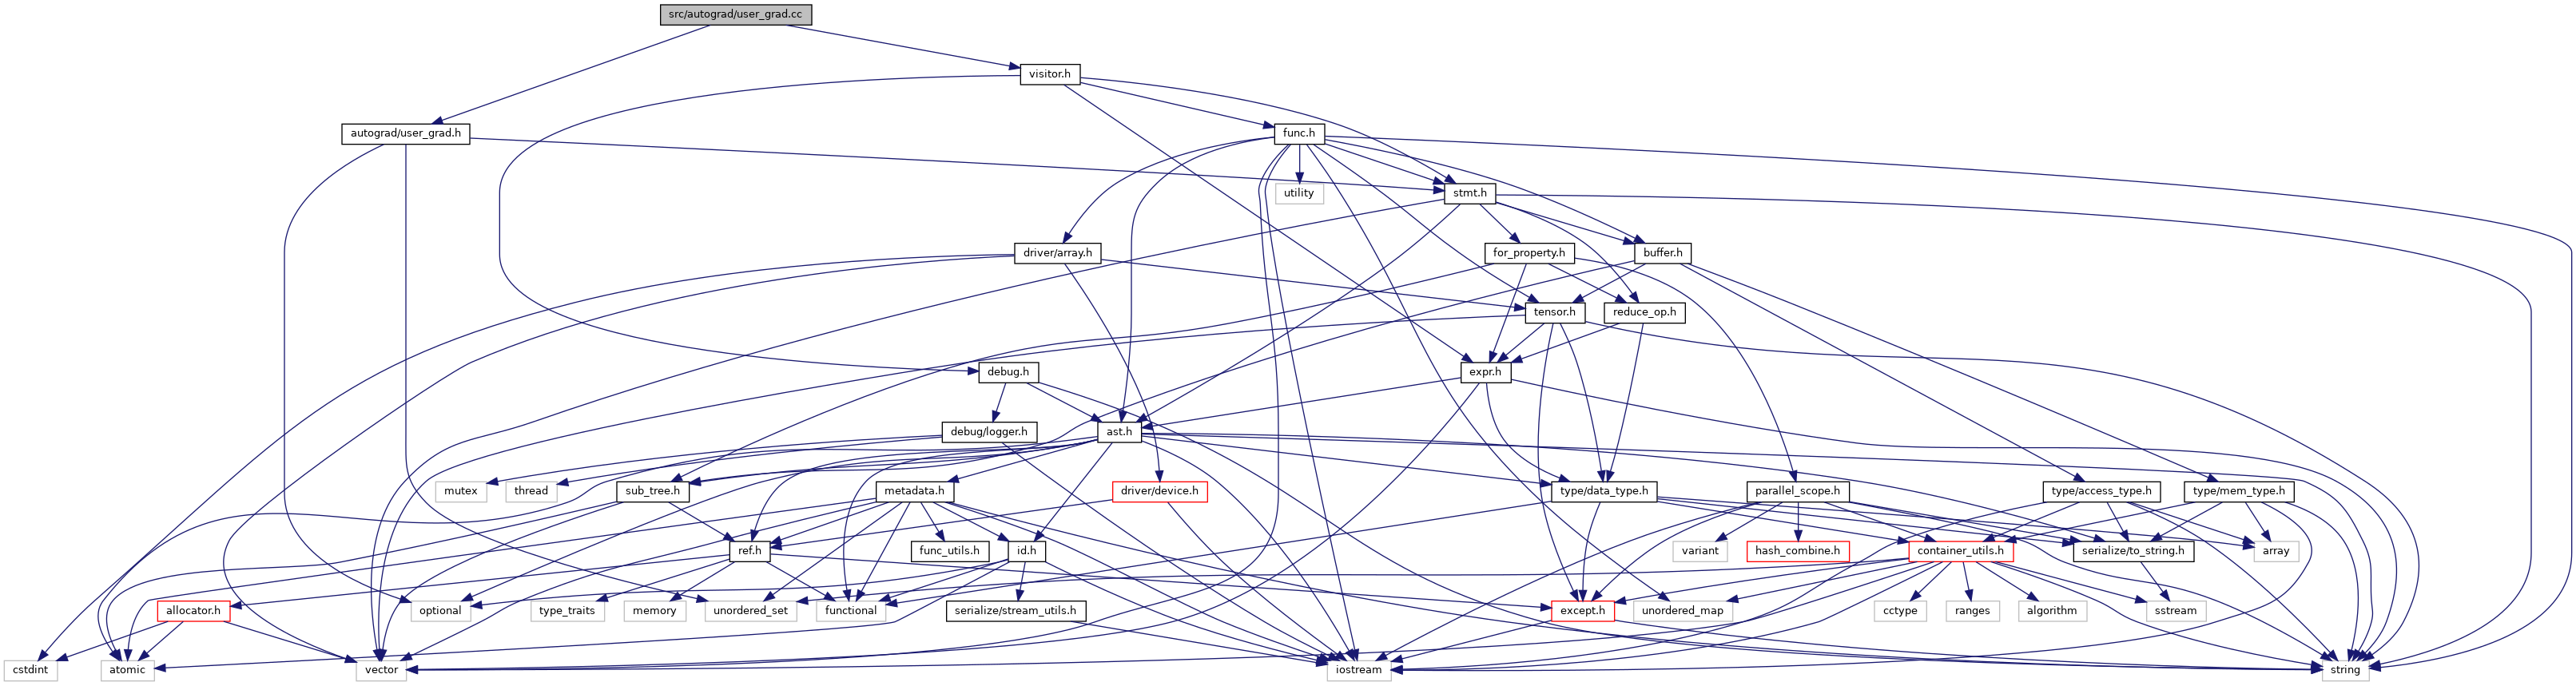 src/autograd/user_grad.cc
visitor.h
autograd/user_grad.h
func.h
utility
stmt.h
driver/array.h
for_property.h
buffer.h
tensor.h
reduce_op.h
debug.h
expr.h
debug/logger.h
ast.h
mutex
thread
sub_tree.h
metadata.h
driver/device.h
type/data_type.h
parallel_scope.h
type/access_type.h
type/mem_type.h
ref.h
func_utils.h
id.h
variant
hash_combine.h
container_utils.h
serialize/to_string.h
array
allocator.h
optional
type_traits
memory
unordered_set
functional
serialize/stream_utils.h
except.h
unordered_map
cctype
ranges
algorithm
sstream
cstdint
atomic
vector
iostream
string